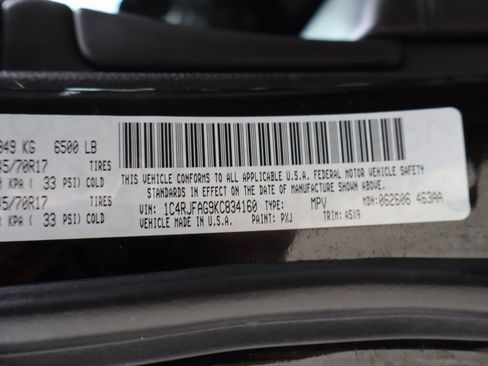 949 KG 6500 LB
5/70R17 TIRES
KPA ( 33 PSI) COLD
5/70R17 TIRES
KPA ( 33 PSI) COLD
THIS VEHICLE CONFORMS TO ALL APPLICABLE U.S.A. FEDERAL MOTOR VEHICLE SAFETY
STANDARDS IN EFFECT ON THE DATE OF MANUFACTURE SHOWN ABOVE.
VIN: 1C4RJFAG9KC834160 TYPE: MPV MDH: 062606 463AA
VEHICLE MADE IN U.S.A. PAINT: PXJ TRIM: A5X9